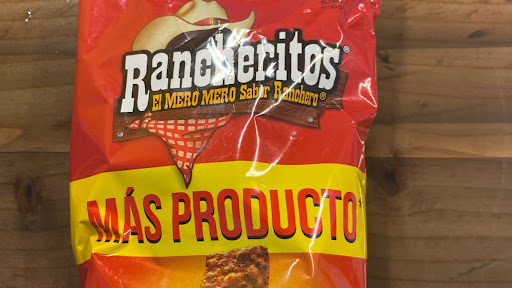 Rancheritos®
El MERO MERO Sabor Ranchero®
MÁS PRODUCTO*